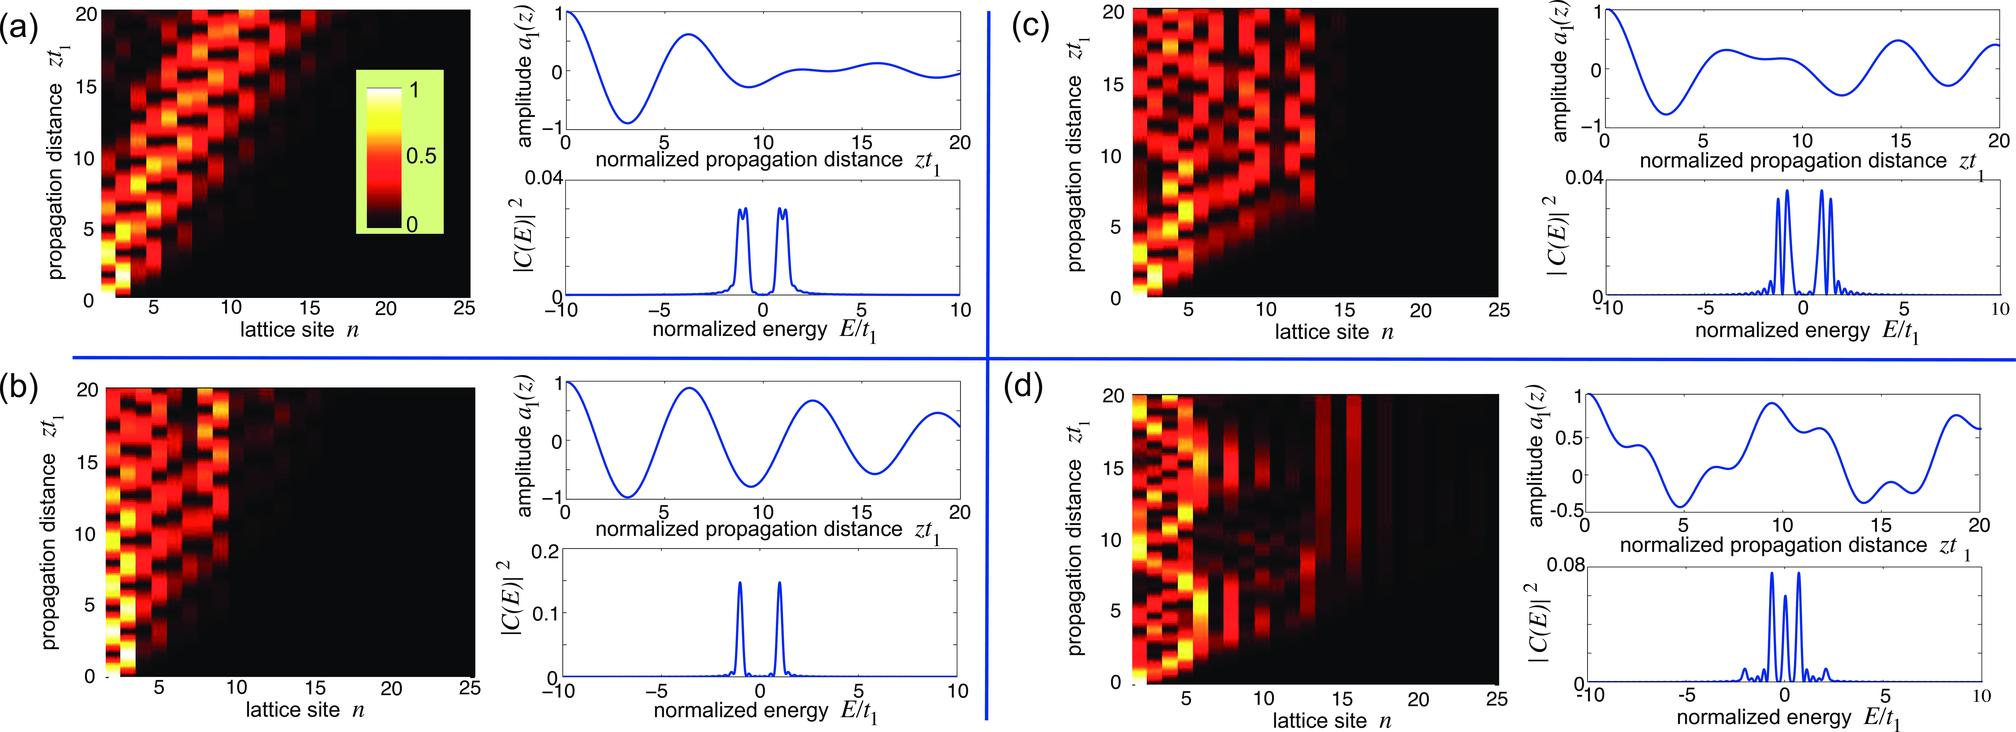 (a)
20
15
10
5
0
propagation distance zt1
1
0.5
0
5 10 15 20 25
lattice site n
amplitude a1(z)
1
0
−1
0 5 10 15 20
normalized propagation distance zt1
|C(E)| 2
0.04
0
−10 −5 0 5 10
normalized energy E/t1
(b)
20
15
10
5
0
propagation distance zt1
5 10 15 20 25
lattice site n
amplitude a1(z)
1
0
−1
0 5 10 15 20
normalized propagation distance zt1
|C(E)| 2
0.2
0.1
0
−10 −5 0 5 10
normalized energy E/t1
(c)
20
15
10
5
0
propagation distance zt1
5 10 15 20 25
lattice site n
amplitude a1(z)
1
0
−1
0 5 10 15 20
normalized propagation distance zt1
|C(E)| 2
0.04
0
-10 -5 0 5 10
normalized energy E/t1
(d)
20
15
10
5
0
propagation distance zt1
5 10 15 20 25
lattice site n
amplitude a1(z)
1
0.5
0
-0.5
0 5 10 15 20
normalized propagation distance zt1
|C(E)| 2
0.08
0
-10 -5 0 5 10
normalized energy E/t1